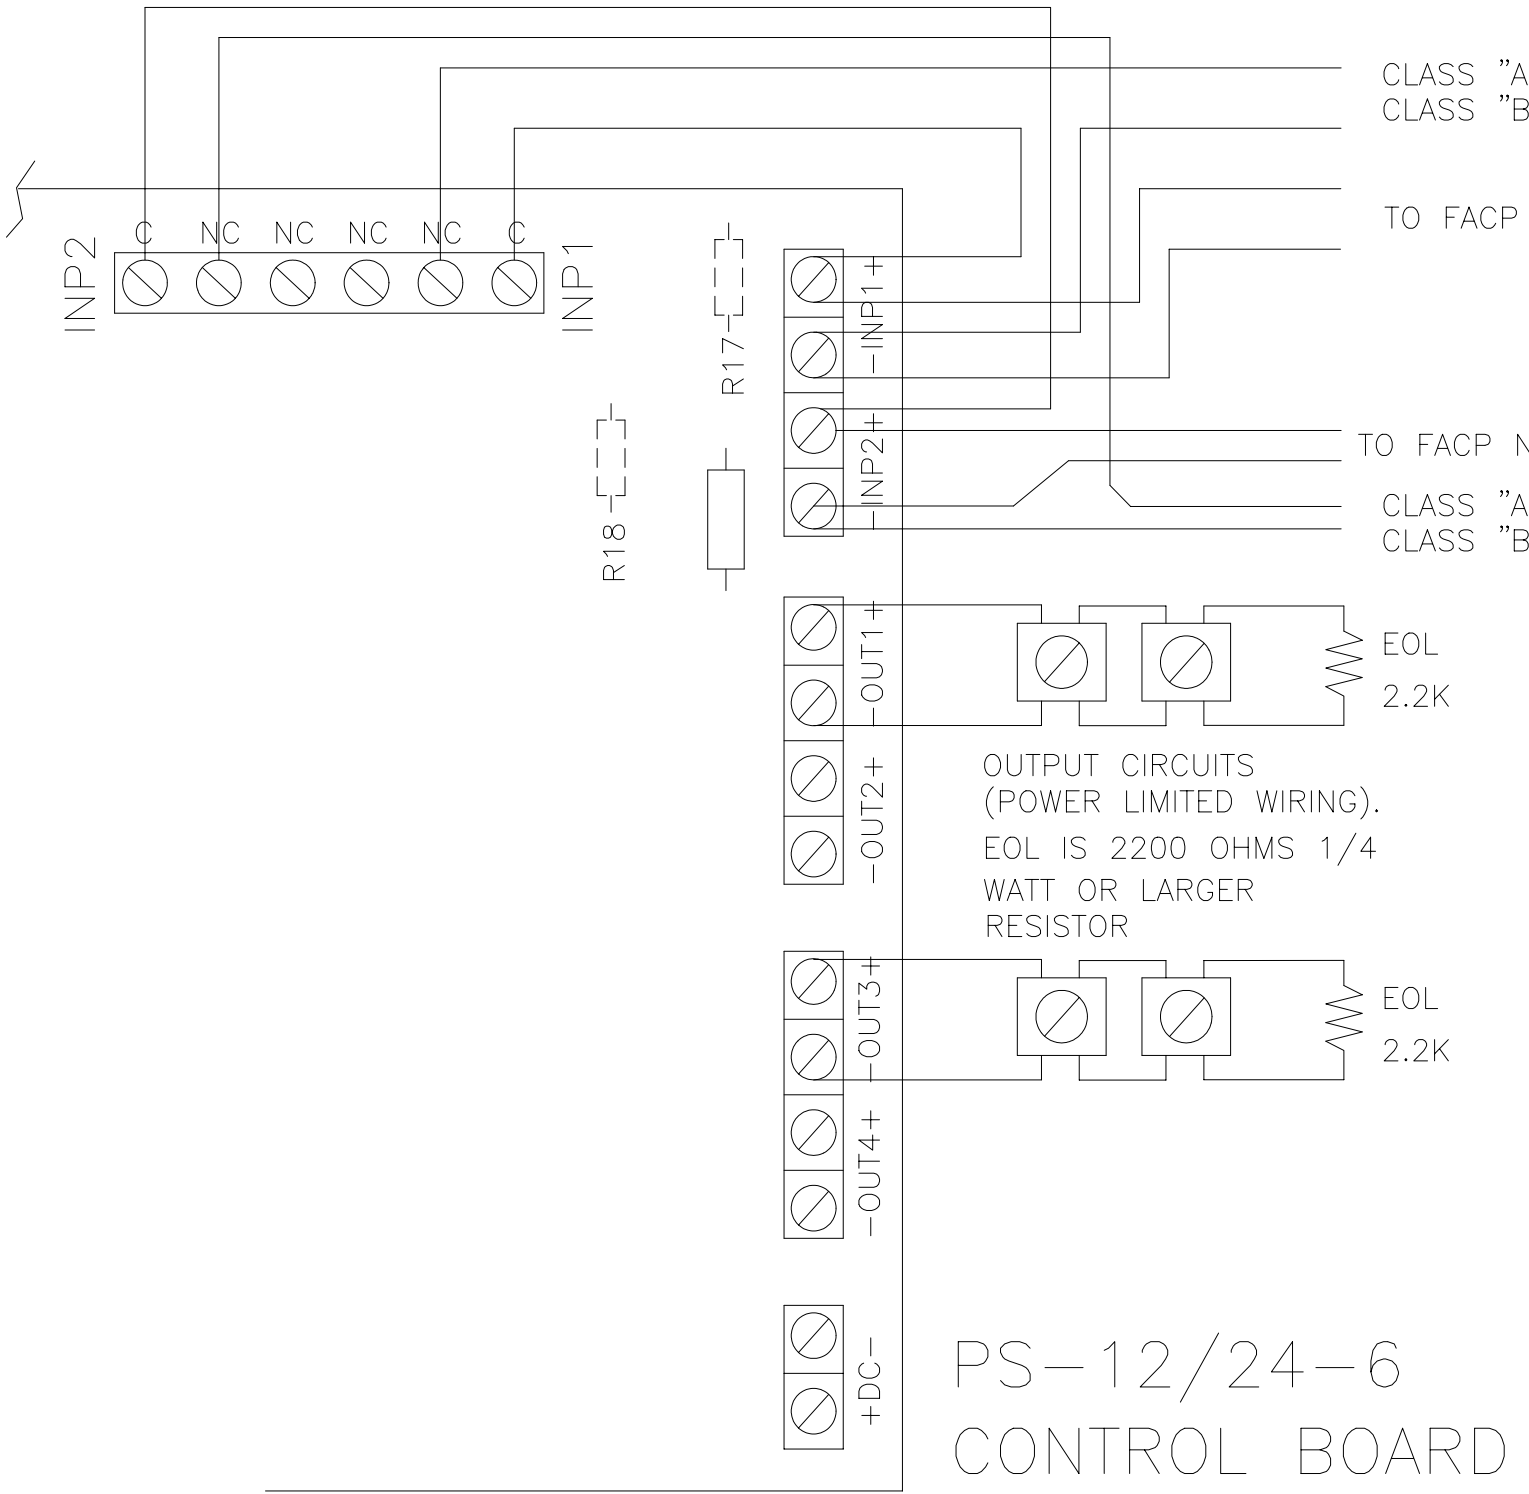 CLASS "A
CLASS "B
TO FACP
C NC NC NC NC C
INP2
INP1
R17
-INP1+
TO FACP N
-INP2+
CLASS "A
CLASS "B
R18
-OUT1+
EOL
2.2K
OUTPUT CIRCUITS
(POWER LIMITED WIRING).
EOL IS 2200 OHMS 1/4
WATT OR LARGER
RESISTOR
-OUT2+
-OUT3+
EOL
2.2K
-OUT4+
+DC-
PS-12/24-6
CONTROL BOARD